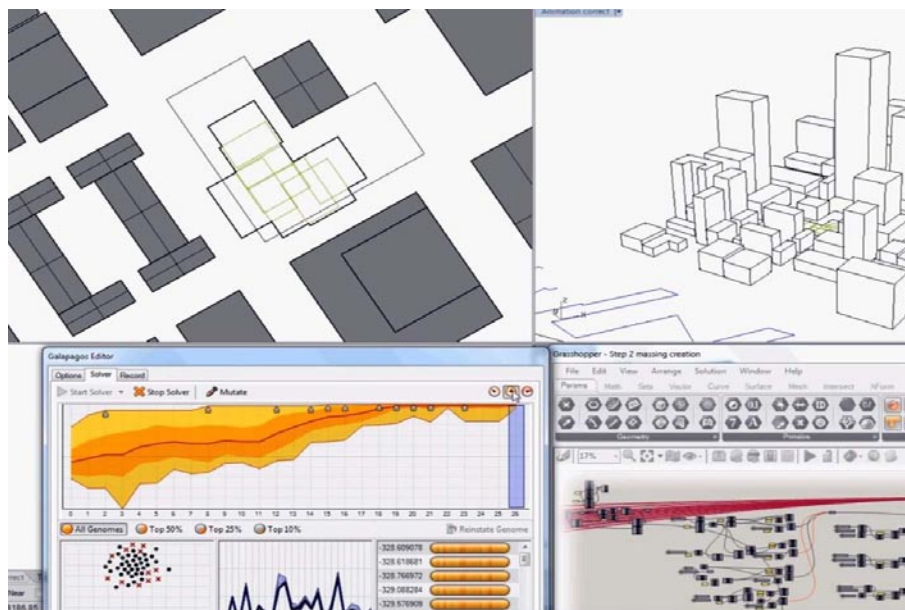 Animation correct
Galapagos Editor
Options Solver Record
Start Solver Stop Solver Mutate
0 1 2 3 4 5 6 7 8 9 10 11 12 13 14 15 16 17 18 19 20 21 22 23 24 25 26
All Genomes Top 50% Top 25% Top 10% Reinstate Genome
-328.609078
-328.618681
-328.766972
-329.088284
-329.576909
Grasshopper - Step 2 massing creation
File Edit View Arrange Solution Window Help
Params Math Sets Vector Curve Surface Mesh Intersect XForm
Geometry Primitive
17%
Near